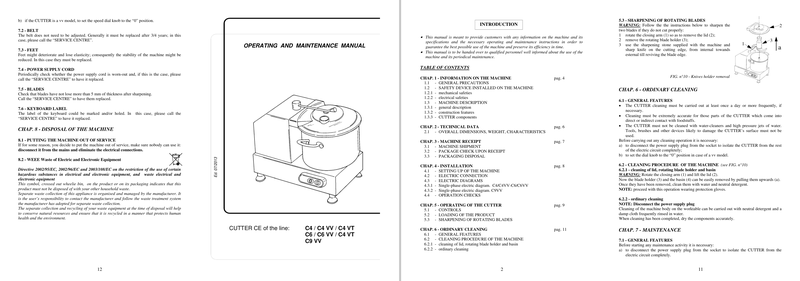 b) if the CUTTER is a VV model, to set the speed dial knob to the "0" position.
7.2 - BELT
The belt does not need to be adjusted. Generally it must be replaced after 3/4 years. in this
case, please call the "SERVICE CENTRE".
7.3 - FEET
Feet might deteriorate and lose elasticity, consequently the stability of the machine might be
reduced. In this case they must be replaced.
7.4 - POWER SUPPLY CORD
Periodically check whether the power supply cord is worn-out and, if this is the case, please
call the "SERVICE CENTRE" to have it replaced.
7.5 - BLADES
Check that blades have not lose more than 5 mm of thickness after sharpening.
Call the "SERVICE CENTRE" to have them replaced.
7.6 - KEYBOARD LABEL
The label of the keyboard could be marked and/or holed. In this case, please call the
"SERVICE CENTRE" to have it replaced.
CHAP. 8 - DISPOSAL OF THE MACHINE
8.1 - PUTTING THE MACHINE OUT OF SERVICE
If for some reason, you decide to put the machine out of service, make sure nobody can use it:
disconnect it from the mains and eliminate the electrical connections.
8.2 - WEEE Waste of Electric and Electronic Equipment
Directive 2002/95/EC, 2002/96/EC and 2003/108/EC on the restriction of the use of certain
hazardous substances in electrical and electronic equipment, and waste electrical and
electronic equipment
This symbol, crossed out wheelie bin, on the product or on its packaging indicates that this
product must not be disposed of with your other household waste.
Separate waste collection of this appliance is organised and managed by the manufacturer. It
is the user's responsibility to contact the manufacturer and follow the waste treatment system
the manufacturer has adopted for separate waste collection.
The separate collection and recycling of your waste equipment at the time of disposal will help
to conserve natural resources and ensure that it is recycled in a manner that protects human
health and the environment
12
OPERATING AND MAINTENANCE MANUAL
Ed. 01/2012
CUTTER CE of the line:
C4 / C4 VV / C4 VT
C6 / C6 VV / C4 VT
C9 VV
INTRODUCTION
• This manual is meant to provide customers with any information on the machine and its
specifications and the necessary operating and maintenance instructions in order to
guarantee the best possible use of the machine and preserve its efficiency in time.
• This manual is to be handed over to qualified personnel well informed about the use of the
machine and its periodical maintenance.
TABLE OF CONTENTS
CHAP. 1 - INFORMATION ON THE MACHINE pag. 4
1.1 - GENERAL PRECAUTIONS
1.2 - SAFETY DEVICE INSTALLED ON THE MACHINE
1.2.1 - mechanical safeties
1.2.2 - electrical safeties
1.3 - MACHINE DESCRIPTION
1.3.1 - general description
1.3.2 - construction features
1.3.3 - CUTTER components
CHAP. 2 - TECHNICAL DATA pag. 6
2.1 - OVERALL DIMENSIONS, WEIGHT, CHARACTERISTICS
CHAP. 3 - MACHINE RECEIPT pag. 7
3.1 - MACHINE SHIPMENT
3.2 - PACKAGE CHECK UPON RECEIPT
3.3 - PACKAGING DISPOSAL
CHAP. 4 - INSTALLATION pag. 8
4.1 - SETTING UP OF THE MACHINE
4.2 - ELECTRIC CONNECTION
4.3 - ELECTRIC DIAGRAMS
4.3.1 - Single-phase electric diagram. C4/C4VV-C6/C6VV
4.3.2 - Single-phase electric diagram. C9VV
4.4 - OPERATION CHECKS
CHAP. 5 - OPERATING OF THE CUTTER pag. 9
5.1 - CONTROLS
5.2 - LOADING OF THE PRODUCT
5.3 - SHARPENING OF ROTATING BLADES
CHAP. 6 - ORDINARY CLEANING pag. 11
6.1 - GENERAL FEATURES
6.2 - CLEANING PROCEDURE OF THE MACHINE
6.2.1 - cleaning of lid, rotating blade holder and basin
6.2.2 - ordinary cleaning
2
5.3 - SHARPENING OF ROTATING BLADES
WARNING: Follow the the instructions below to sharpen the
two blades if they do not cut properly:
1 rotate the closing arm (1) so as to remove the lid (2);
2 remove the rotating blade holder (3);
3 use the sharpening stone supplied with the machine and
sharp knife on the cutting edge, from internal towards
external till revving the blade edge.
FIG. n°10 - Knives holder removal
CHAP. 6 - ORDINARY CLEANING
6.1 - GENERAL FEATURES
• The CUTTER cleaning must be carried out at least once a day or more frequently, if
necessary.
• Cleaning must be extremely accurate for those parts of the CUTTER which come into
direct or indirect contact with foodstuffs.
• The CUTTER must not be cleaned with water-cleaners and high pressure jets of water.
Tools, brushes and other devices likely to damage the CUTTER's surface must not be
used.
Before carrying out any cleaning operation it is necessary:
a) to disconnect the power supply plug from the socket to isolate the CUTTER from the rest
of the electric circuit completely.
b) to set the dial knob to the "0" position in case of a vv model;
6.2 - CLEANING PROCEDURE OF THE MACHINE (see FIG. n°10)
6.2.1 - cleaning of lid, rotating blade holder and basin
WARNING: Rotate the closing arm (1) and lift the lid (2).
Now the blade holder (3) and the basin (4) can be easily removed by pulling them upwards (a).
Once they have been removed, clean them with water and neutral detergent.
NOTE: proceed with this operation wearing protection gloves.
6.2.2 - ordinary cleaning
NOTE: Disconnect the power supply plug
Cleaning of the machine body on the worktable can be carried out with neutral detergent and a
damp cloth frequently rinsed in water.
When cleaning has been completed, dry the components accurately.
CHAP. 7 - MAINTENANCE
7.1 - GENERAL FEATURES
Before starting any maintenance activity it is necessary:
a) to disconnect the power supply plug from the socket to isolate the CUTTER from the
electric circuit completely.
11